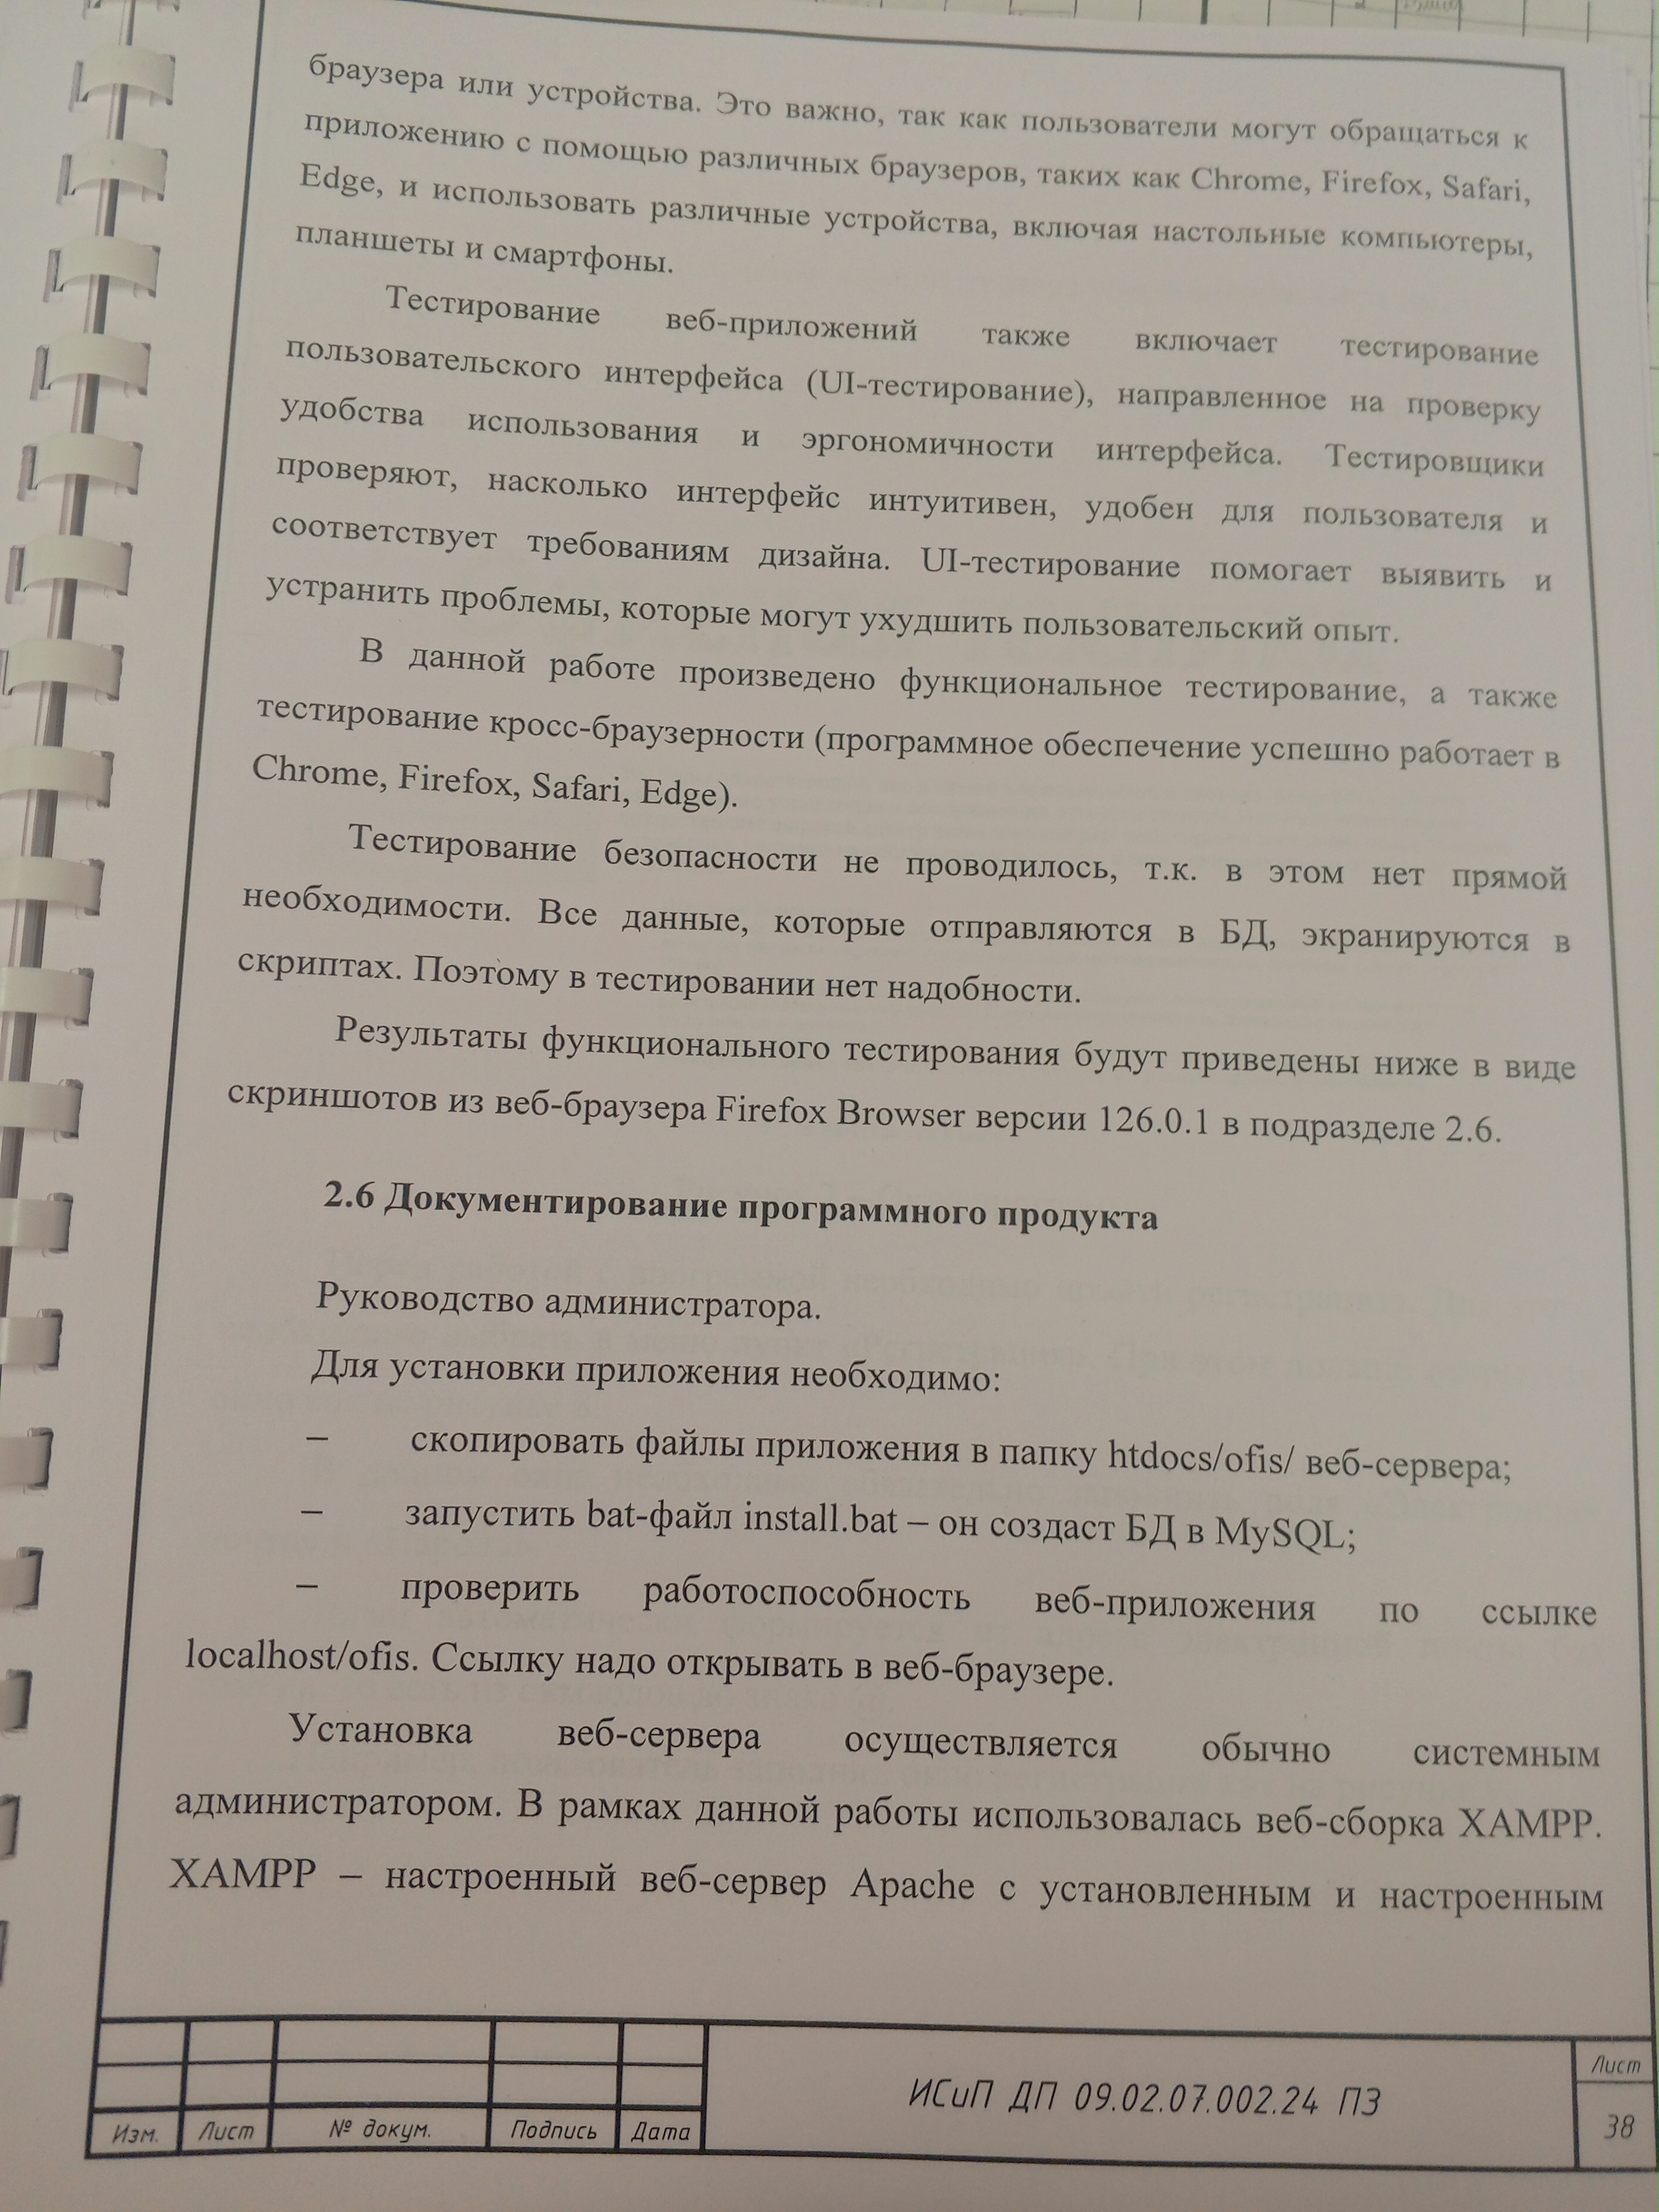 браузера или устройства. Это важно, так как пользователи могут обращаться к
приложению с помощью различных браузеров, таких как Chrome, Firefox, Safari,
Edge, и использовать различные устройства, включая настольные компьютеры,
планшеты и смартфоны.
Тестирование веб-приложений также включает тестирование
пользовательского интерфейса (UI-тестирование), направленное на проверку
удобства использования и эргономичности интерфейса. Тестировщики
проверяют, насколько интерфейс интуитивен, удобен для пользователя и
соответствует требованиям дизайна. UI-тестирование помогает выявить и
устранить проблемы, которые могут ухудшить пользовательский опыт.
В данной работе произведено функциональное тестирование, а также
тестирование кросс-браузерности (программное обеспечение успешно работает в
Chrome, Firefox, Safari, Edge).
Тестирование безопасности не проводилось, т.к. в этом нет прямой
необходимости. Все данные, которые отправляются в БД, экранируются в
скриптах. Поэтому в тестировании нет надобности.
Результаты функционального тестирования будут приведены ниже в виде
скриншотов из веб-браузера Firefox Browser версии 126.0.1 в подразделе 2.6.
2.6 Документирование программного продукта
Руководство администратора.
Для установки приложения необходимо:
– скопировать файлы приложения в папку htdocs/ofis/ веб-сервера;
– запустить bat-файл install.bat – он создаст БД в MySQL;
– проверить работоспособность веб-приложения по ссылке
localhost/ofis. Ссылку надо открывать в веб-браузере.
Установка веб-сервера осуществляется обычно системным
администратором. В рамках данной работы использовалась веб-сборка XAMPP.
XAMPP – настроенный веб-сервер Apache с установленным и настроенным
ИСиП ДП 09.02.07.002.24 ПЗ
Лист
38
Изм. Лист № докум. Подпись Дата